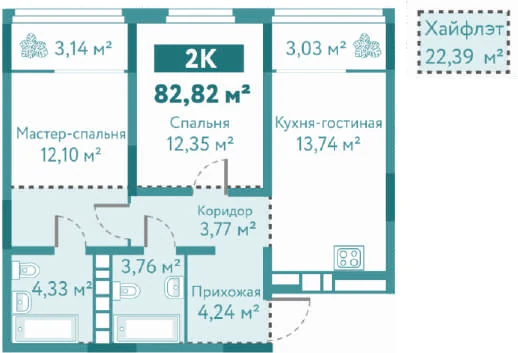 3,14 м²
2К
82,82 м²
3,03 м²
Хайфлэт
22,39 м²
Мастер-спальня
12,10 м²
Спальня
12,35 м²
Кухня-гостиная
13,74 м²
Коридор
3,77 м²
4,33 м²
3,76 м²
Прихожая
4,24 м²